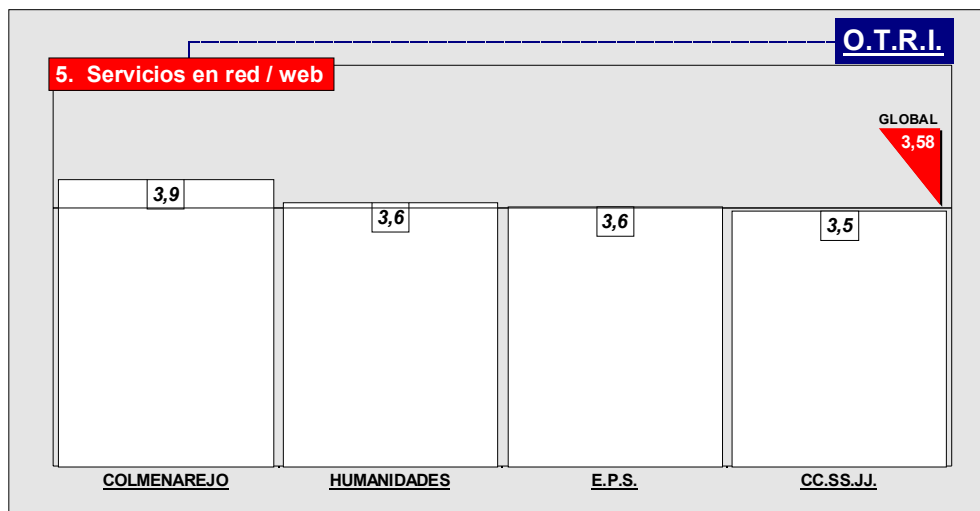 O.T.R.I.
5. Servicios en red / web
GLOBAL
3,58
3,9
3,6
3,6
3,5
COLMENAREJO
HUMANIDADES
E.P.S.
CC.SS.JJ.